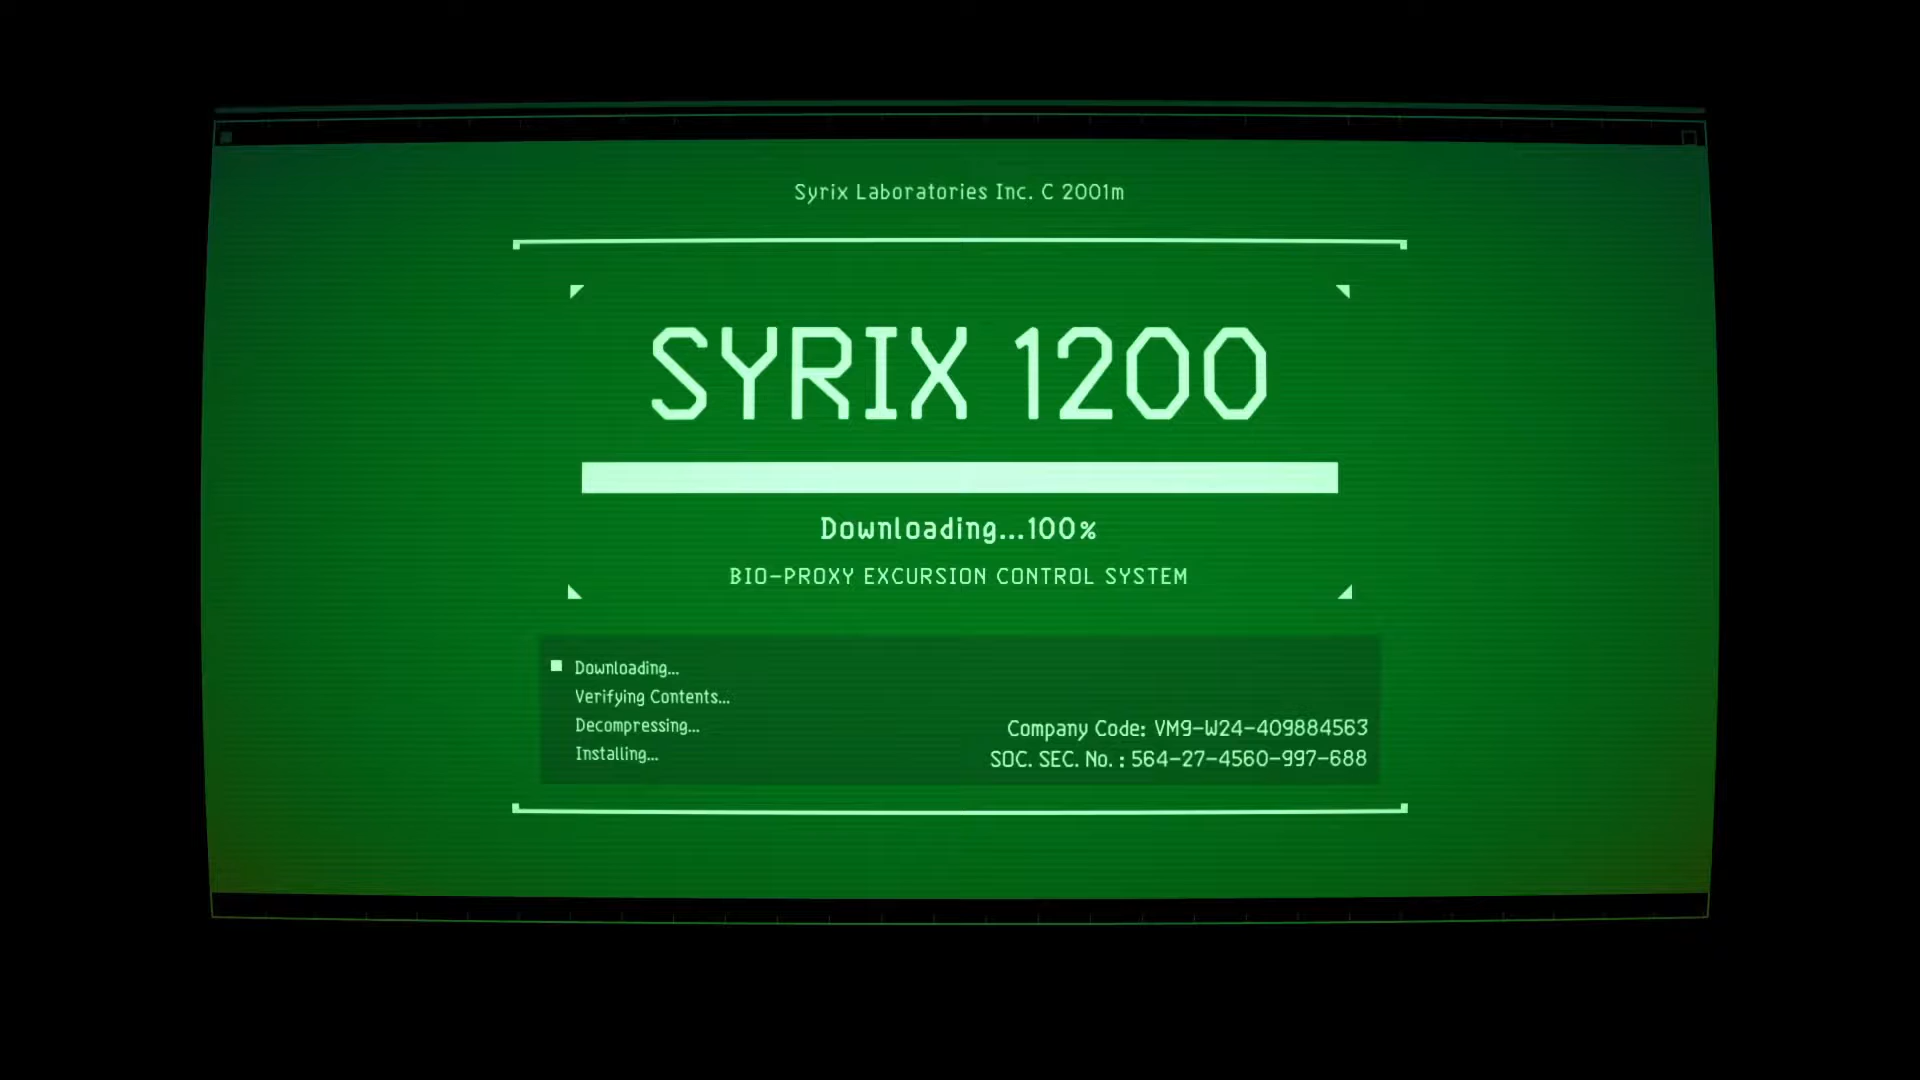 Syrix Laboratories Inc. C 2001m
SYRIX 1200
Downloading...100%
BIO-PROXY EXCURSION CONTROL SYSTEM
Downloading...
Verifying Contents...
Decompressing...
Installing...
Company Code: VM9-W24-409884563
SOC. SEC. No. : 564-27-4560-997-688